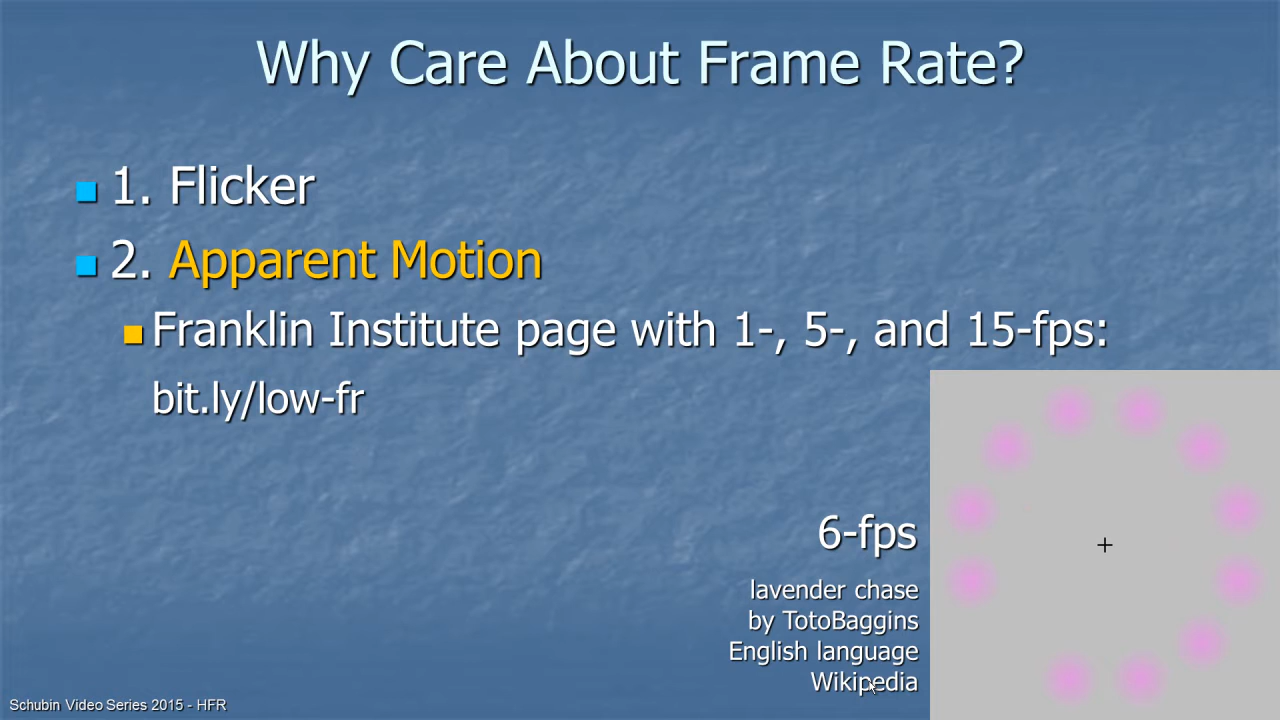 Why Care About Frame Rate?
1. Flicker
2. Apparent Motion
Franklin Institute page with 1-, 5-, and 15-fps:
bit.ly/low-fr
6-fps
lavender chase
by TotoBaggins
English language
Wikipedia
Schubin Video Series 2015 - HFR